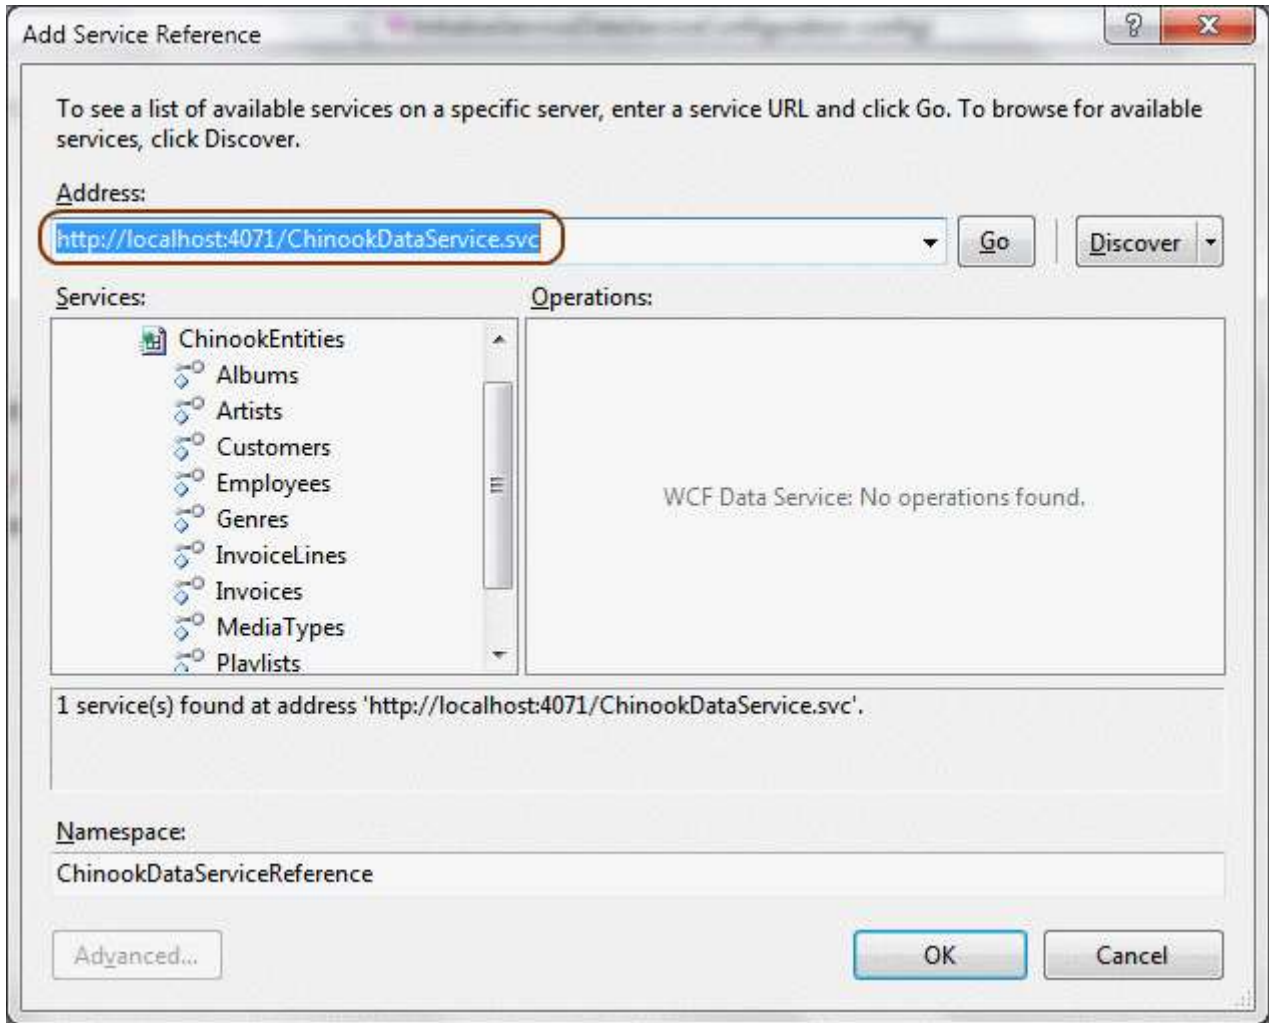 Add Service Reference
To see a list of available services on a specific server, enter a service URL and click Go. To browse for available
services, click Discover.
Address:
http://localhost:4071/ChinookDataService.svc
Go
Discover
Services:
Operations:
ChinookEntities
Albums
Artists
Customers
Employees
Genres
InvoiceLines
Invoices
MediaTypes
Playlists
WCF Data Service: No operations found.
1 service(s) found at address 'http://localhost:4071/ChinookDataService.svc'.
Namespace:
ChinookDataServiceReference
Advanced...
OK
Cancel